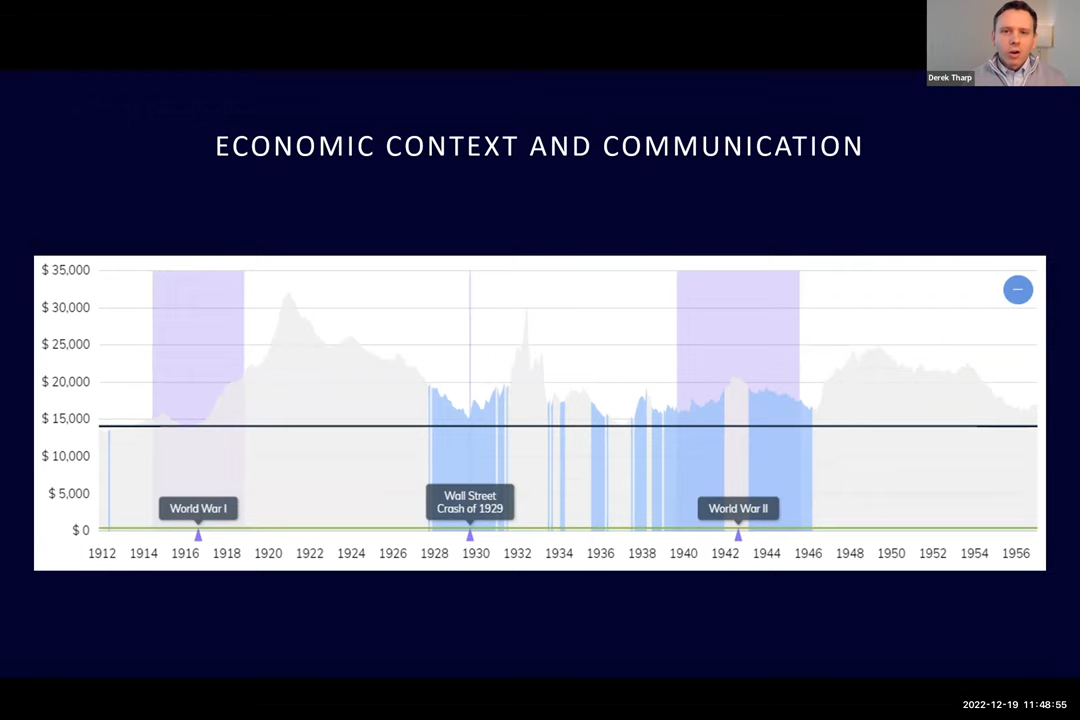 Derek Tharp
ECONOMIC CONTEXT AND COMMUNICATION
$ 35,000
$ 30,000
$ 25,000
$ 20,000
$ 15,000
$ 10,000
$ 5,000
$ 0
World War I
Wall Street
Crash of 1929
World War II
1912 1914 1916 1918 1920 1922 1924 1926 1928 1930 1932 1934 1936 1938 1940 1942 1944 1946 1948 1950 1952 1954 1956
2022-12-19 11:48:55